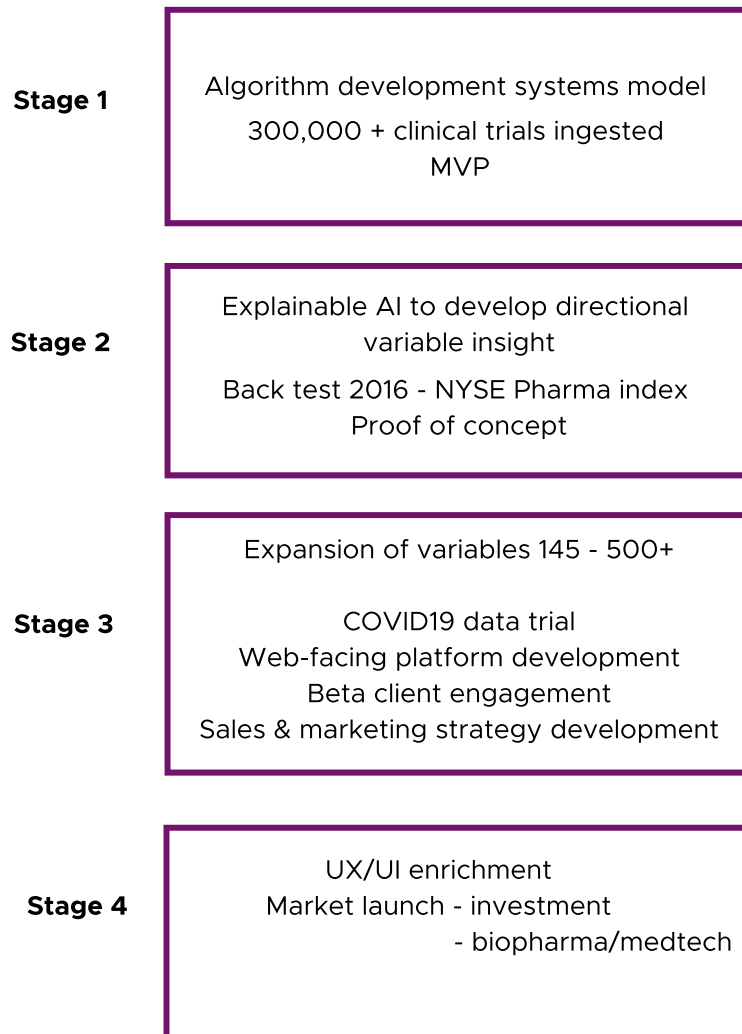 Stage 1
Algorithm development systems model
300,000 + clinical trials ingested
MVP
Stage 2
Explainable AI to develop directional
variable insight
Back test 2016 - NYSE Pharma index
Proof of concept
Stage 3
Expansion of variables 145 - 500+
COVID19 data trial
Web-facing platform development
Beta client engagement
Sales & marketing strategy development
Stage 4
UX/UI enrichment
Market launch - investment
- biopharma/medtech